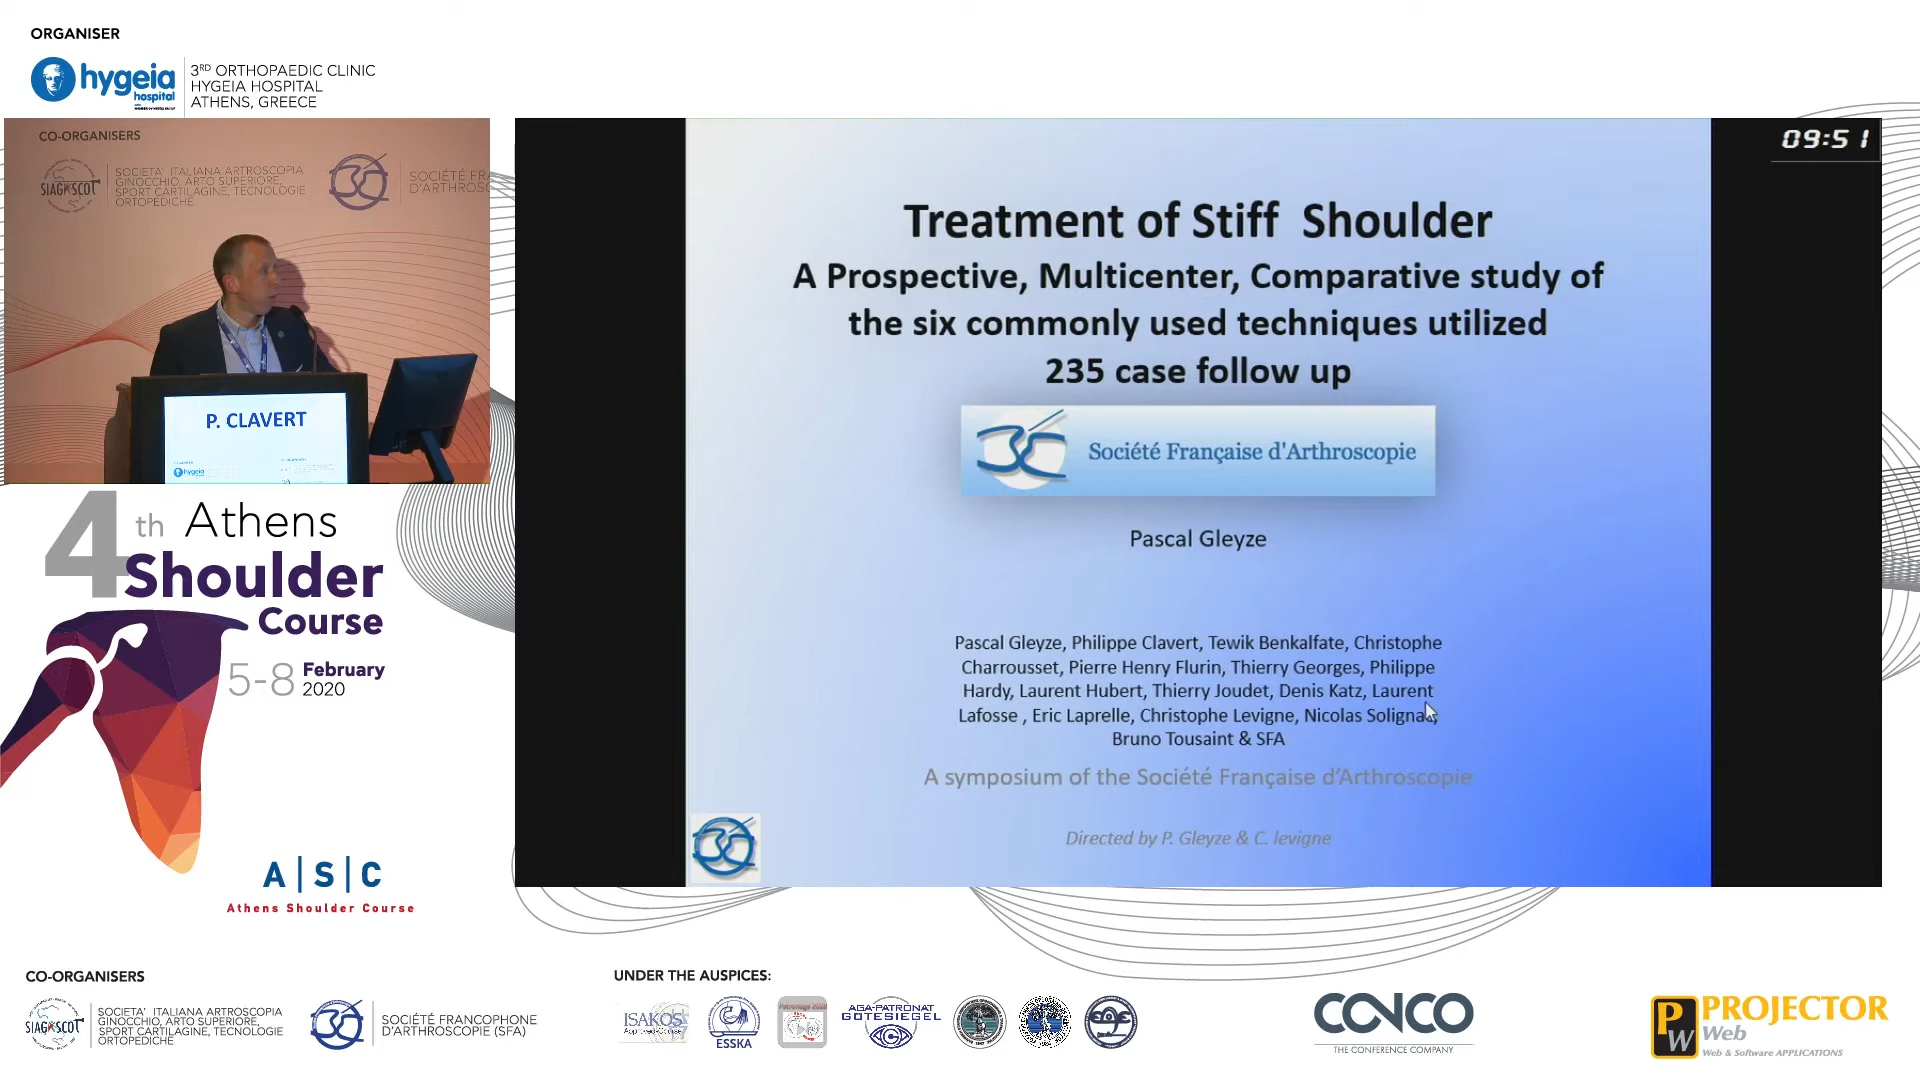 ORGANISER
hygeia
hospital
3RD ORTHOPAEDIC CLINIC
HYGEIA HOSPITAL
ATHENS, GREECE
CO-ORGANISERS
SIAGASCOT
SOCIETA' ITALIANA ARTROSCOPIA
GINOCCHIO, ARTO SUPERIORE,
SPORT CARTILAGINE, TECNOLOGIE
ORTOPEDICHE
SOCIÉTÉ FRA
D'ARTHROSC
P. CLAVERT
hygeia
09:51
Treatment of Stiff Shoulder
A Prospective, Multicenter, Comparative study of
the six commonly used techniques utilized
235 case follow up
Société Française d'Arthroscopie
Pascal Gleyze
Pascal Gleyze, Philippe Clavert, Tewik Benkalfate, Christophe
Charrousset, Pierre Henry Flurin, Thierry Georges, Philippe
Hardy, Laurent Hubert, Thierry Joudet, Denis Katz, Laurent
Lafosse , Eric Laprelle, Christophe Levigne, Nicolas Solignac,
Bruno Tousaint & SFA
A symposium of the Société Française d'Arthroscopie
Directed by P. Gleyze & C. levigne
4th Athens
Shoulder
Course
5-8 February
2020
A|S|C
Athens Shoulder Course
CO-ORGANISERS
SIAGASCOT
SOCIETA' ITALIANA ARTROSCOPIA
GINOCCHIO, ARTO SUPERIORE,
SPORT CARTILAGINE, TECNOLOGIE
ORTOPEDICHE
SOCIÉTÉ FRANCOPHONE
D'ARTHROSCOPIE (SFA)
UNDER THE AUSPICES:
ISAKOS
ESSKA
Patronage 2020
AGA-PATRONAT
GÜTESIEGEL
CONCO
THE CONFERENCE COMPANY
PW
PROJECTOR
Web
Web & Software APPLICATIONS